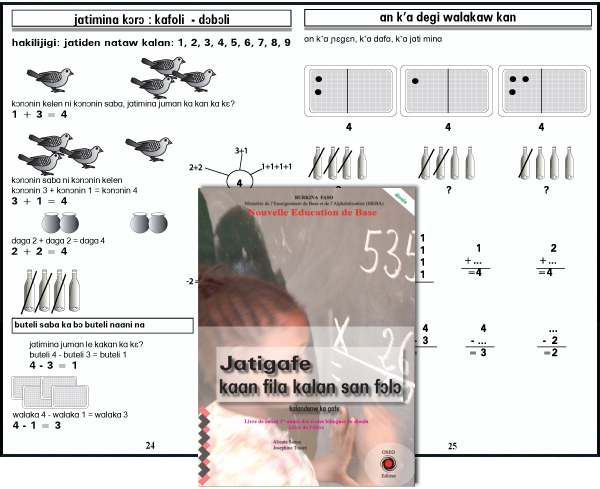 jatimina kɔrɔ : kafoli - dɔbɔli
hakilijigi: jatiden nataw kalan: 1, 2, 3, 4, 5, 6, 7, 8, 9
kɔnɔnin kelen ni kɔnɔnin saba, jatimina juman ka kan ka kɛ?
1 + 3 = 4
kɔnɔnin saba ni kɔnɔnin kelen
kɔnɔnin 3 + kɔnɔnin 1 = kɔnɔnin 4
3 + 1 = 4
daga 2 + daga 2 = daga 4
2 + 2 = 4
buteli saba ka bɔ buteli naani na
jatimina juman le kakan ka kɛ?
buteli 4 - buteli 3 = buteli 1
4 - 3 = 1
walaka 4 - walaka 1 = walaka 3
4 - 1 = 3
24
3+1
2+2
1+1+1+1
4
-2=
an k'a degi walakaw kan
an k'a ɲɛgɛn, k'a dafa, k'a jati mina
4
4
4
?
?
1
1
1
1
1
+ ...
=4
2
+ ...
=4
4
- 3
4
- ...
= 3
...
- 2
=2
25
BURKINA FASO
Ministère de l'Enseignement de Base et de l'Alphabétisation (MEBA)
Nouvelle Education de Base
dioula
535
Jatigafe
kaan fila kalan san fɔlɔ
kalandenw ka gafe
Livre de calcul 1ʳᵉ année des écoles bilingues en dioula
Livre de l'élève
Josephine Traoré
OSEO
Editions